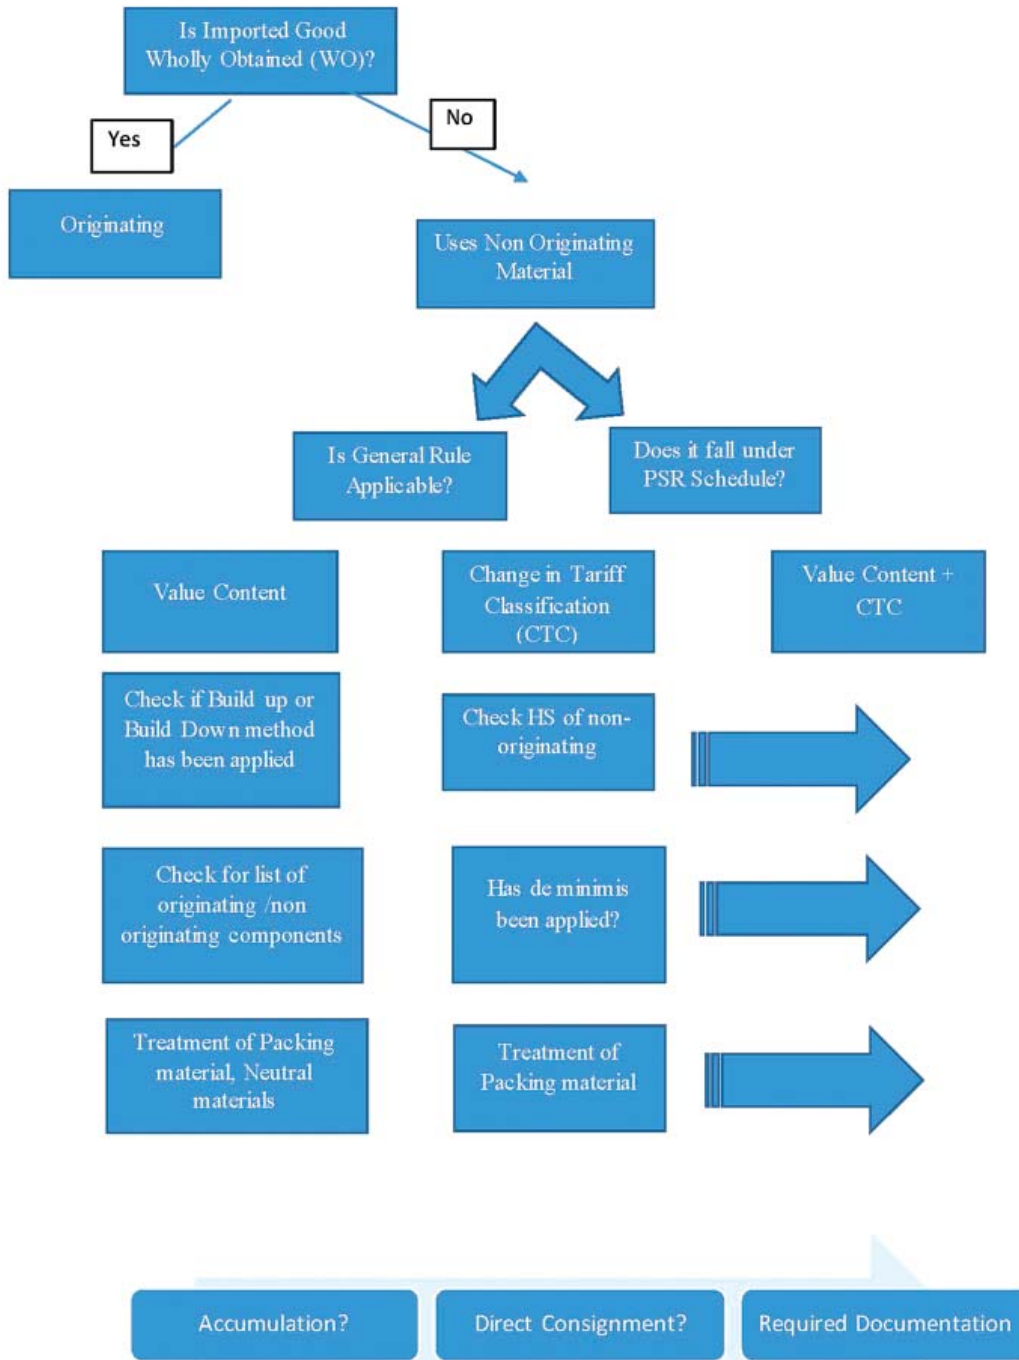 Is Imported Good
Wholly Obtained (WO)?
Yes
No
Originating
Uses Non Originating
Material
Is General Rule
Applicable?
Does it fall under
PSR Schedule?
Value Content
Change in Tariff
Classification
(CTC)
Value Content +
CTC
Check if Build up or
Build Down method
has been applied
Check HS of non-
originating
Check for list of
originating /non
originating components
Has de minimis
been applied?
Treatment of Packing
material, Neutral
materials
Treatment of
Packing material
Accumulation?
Direct Consignment?
Required Documentation